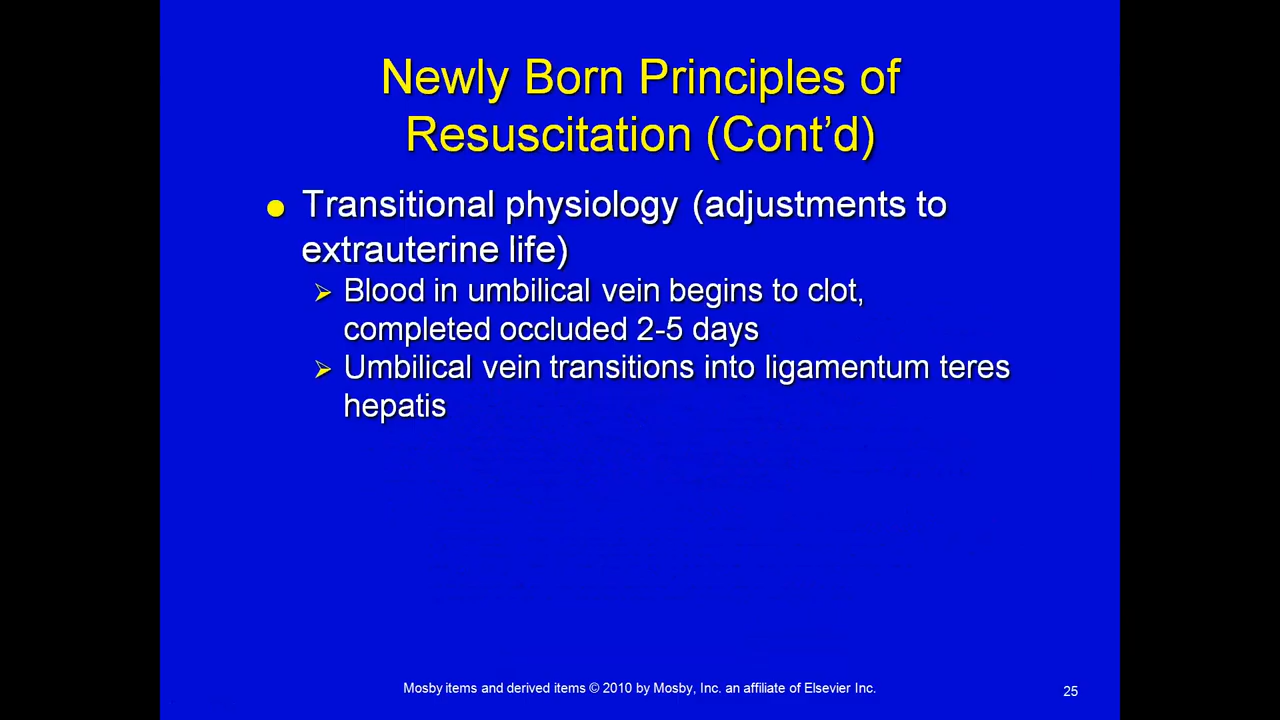 Newly Born Principles of
Resuscitation (Cont’d)
Transitional physiology (adjustments to
extrauterine life)
Blood in umbilical vein begins to clot,
completed occluded 2-5 days
Umbilical vein transitions into ligamentum teres
hepatis
Mosby items and derived items © 2010 by Mosby, Inc. an affiliate of Elsevier Inc.
25